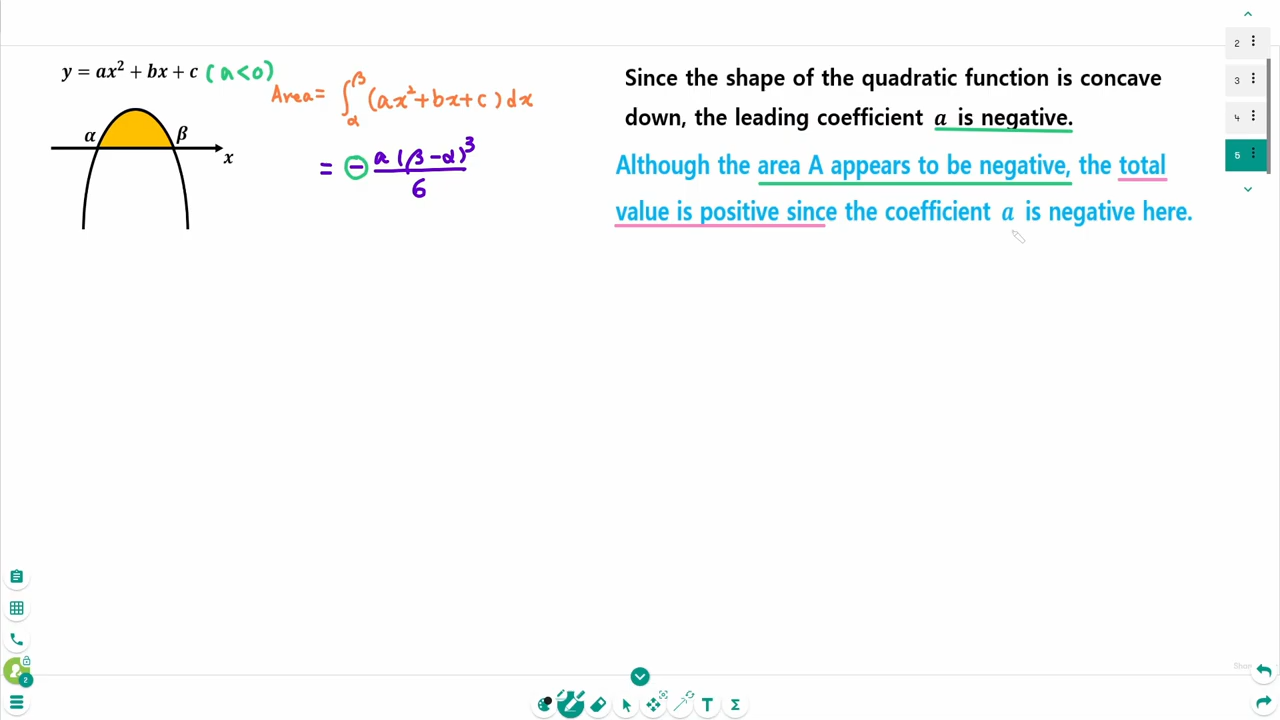 y = ax² + bx + c (a<0)
Area = ∫_α^β (ax²+bx+c) dx
α β
x
= − a(β−α)³/6
Since the shape of the quadratic function is concave
down, the leading coefficient a is negative.
Although the area A appears to be negative, the total
value is positive since the coefficient a is negative here.
2
3
4
5
2
T
Σ